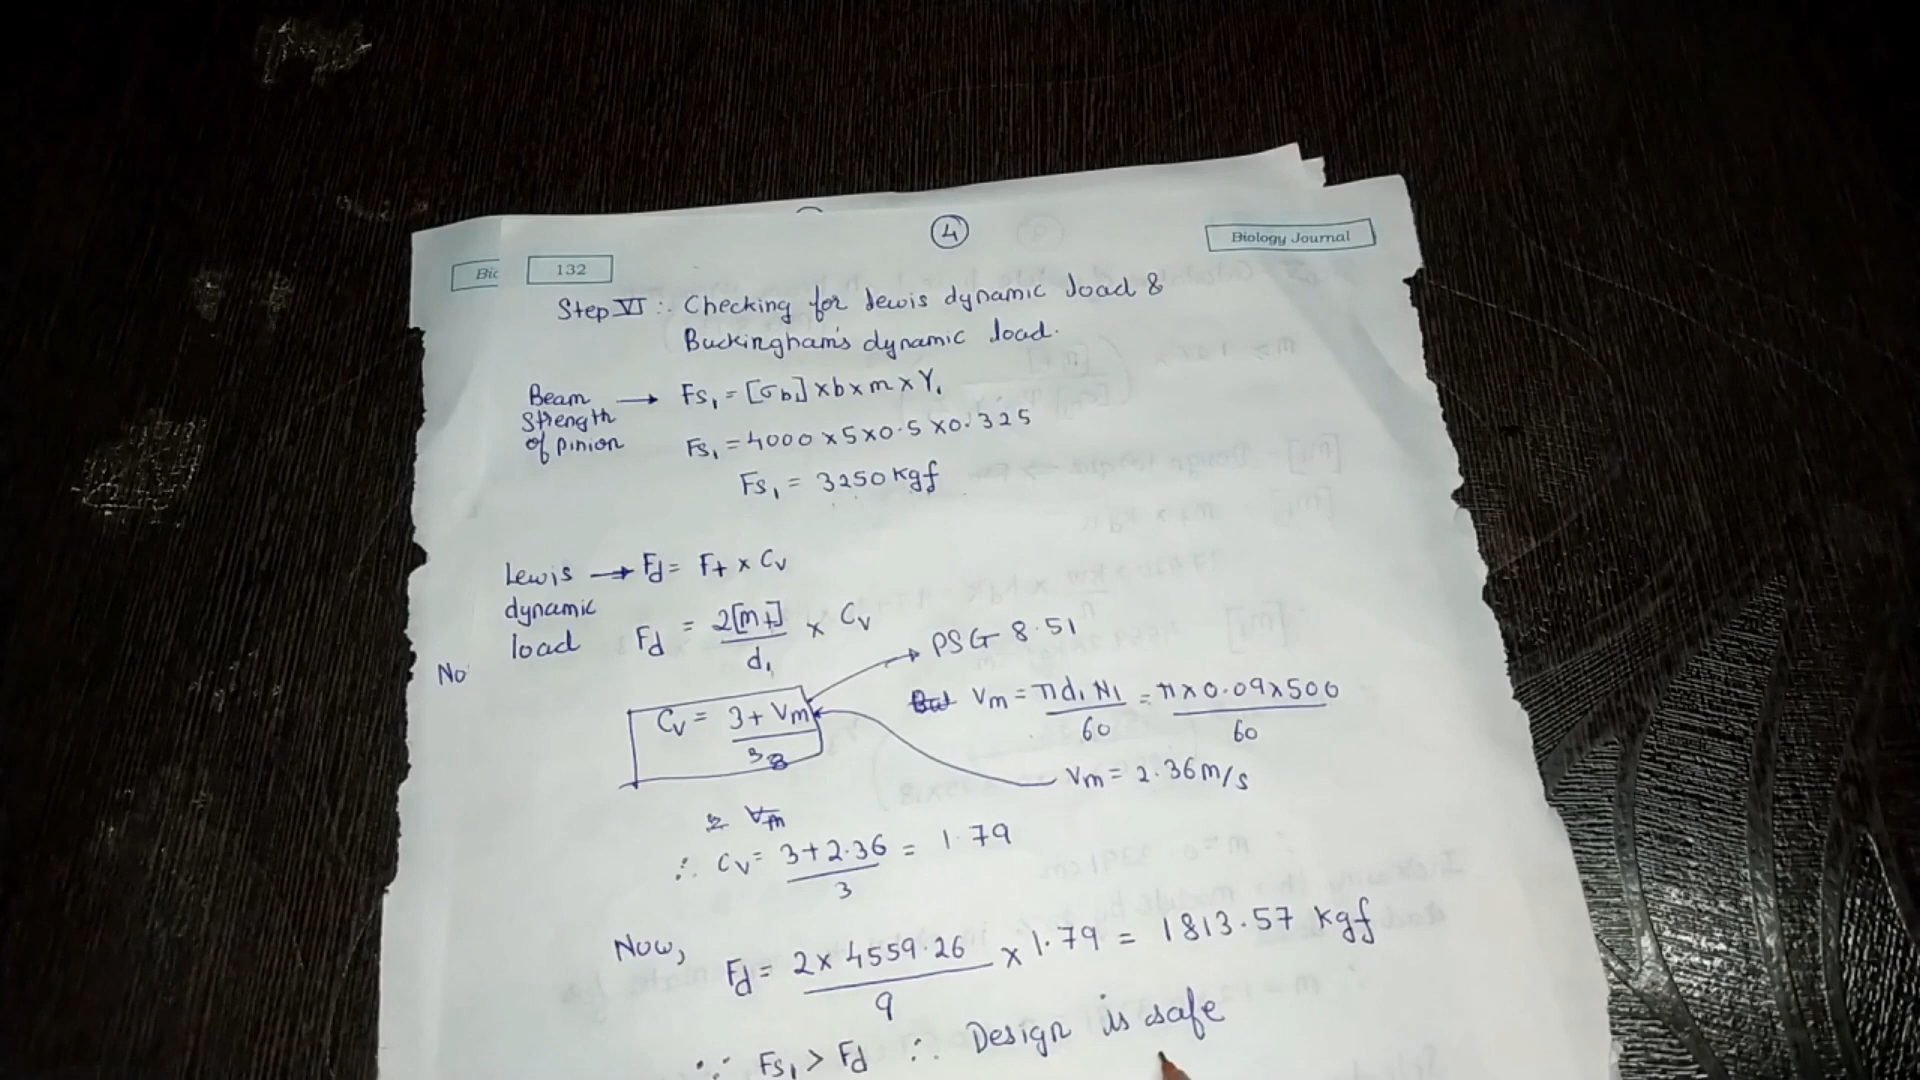 4
Biology Journal
Bio
132
Step VI :- Checking for Lewis dynamic load &
Buckingham's dynamic load.
Beam Strength of pinion → Fs₁ = [σb₁] x b x m x Y₁
Fs₁ = 4000 x 5 x 0.5 x 0.325
Fs₁ = 3250 kgf
Lewis dynamic load → Fd = Ft x Cv
Fd = 2[mt] / d₁ x Cv
No
PSG 8.51
Cv = 3 + Vm / 3
Vm = πd₁N₁ / 60 = π x 0.09 x 500 / 60
Vm = 2.36 m/s
∴ Cv = 3 + 2.36 / 3 = 1.79
Now, Fd = 2 x 4559.26 / 9 x 1.79 = 1813.57 kgf
∵ Fs₁ > Fd ∴ Design is safe